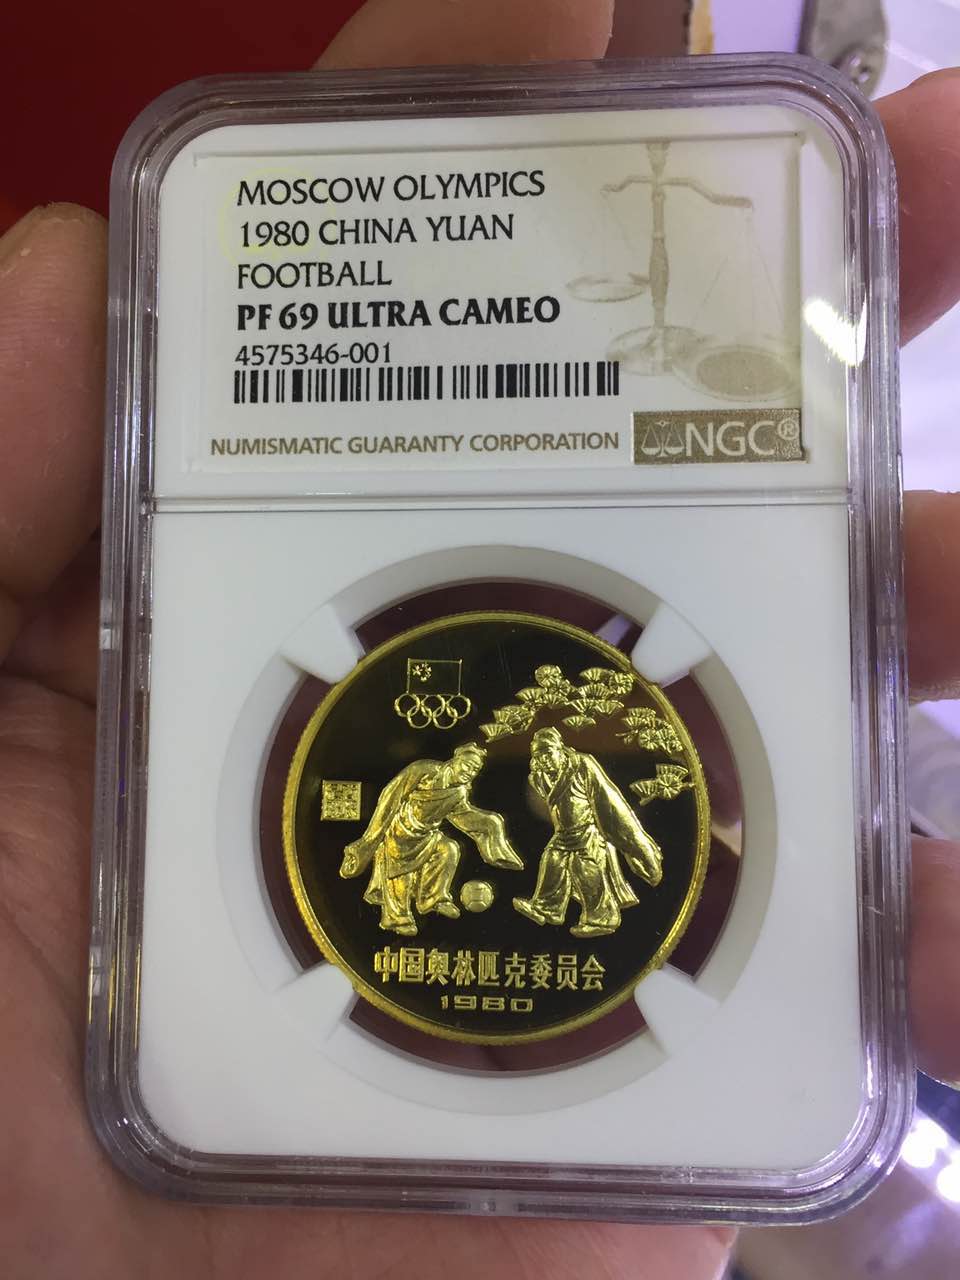 MOSCOW OLYMPICS
1980 CHINA YUAN
FOOTBALL
PF 69 ULTRA CAMEO
4575346-001
NUMISMATIC GUARANTY CORPORATION
NGC®
中国奥林匹克委员会
1980